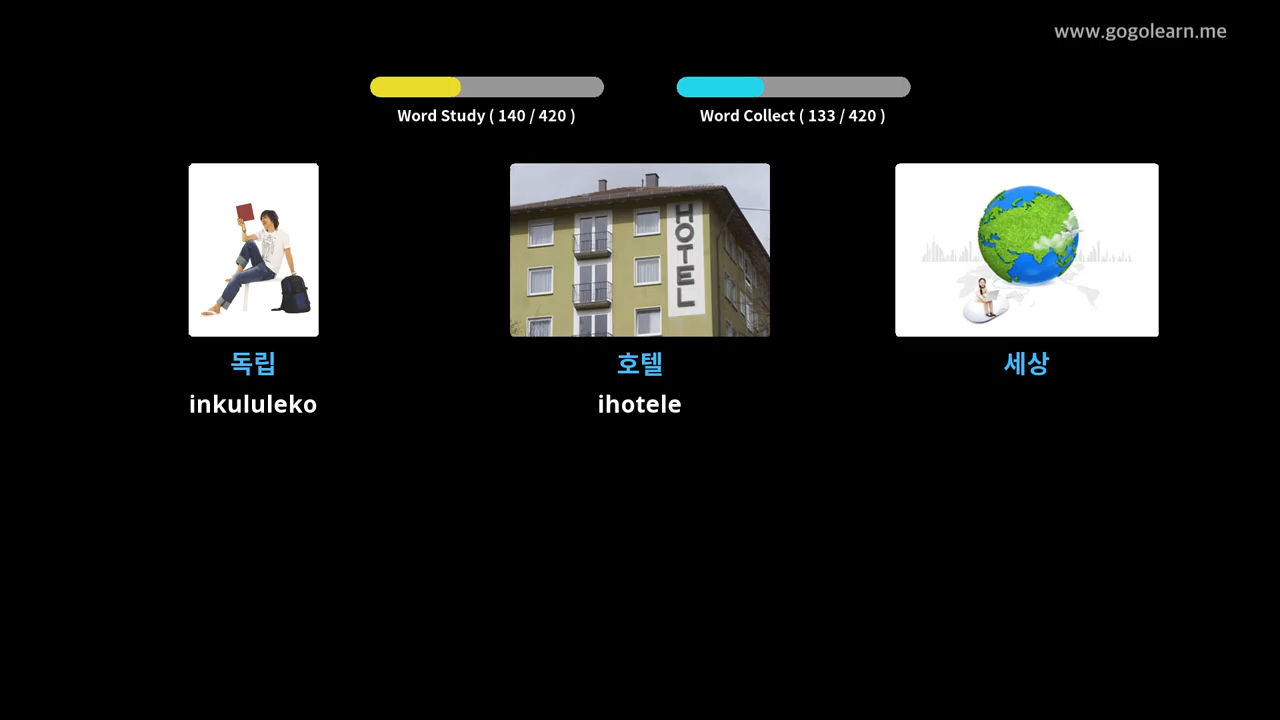 www.gogolearn.me
Word Study ( 140 / 420 )
Word Collect ( 133 / 420 )
HOTEL
독립
호텔
세상
inkululeko
ihotele